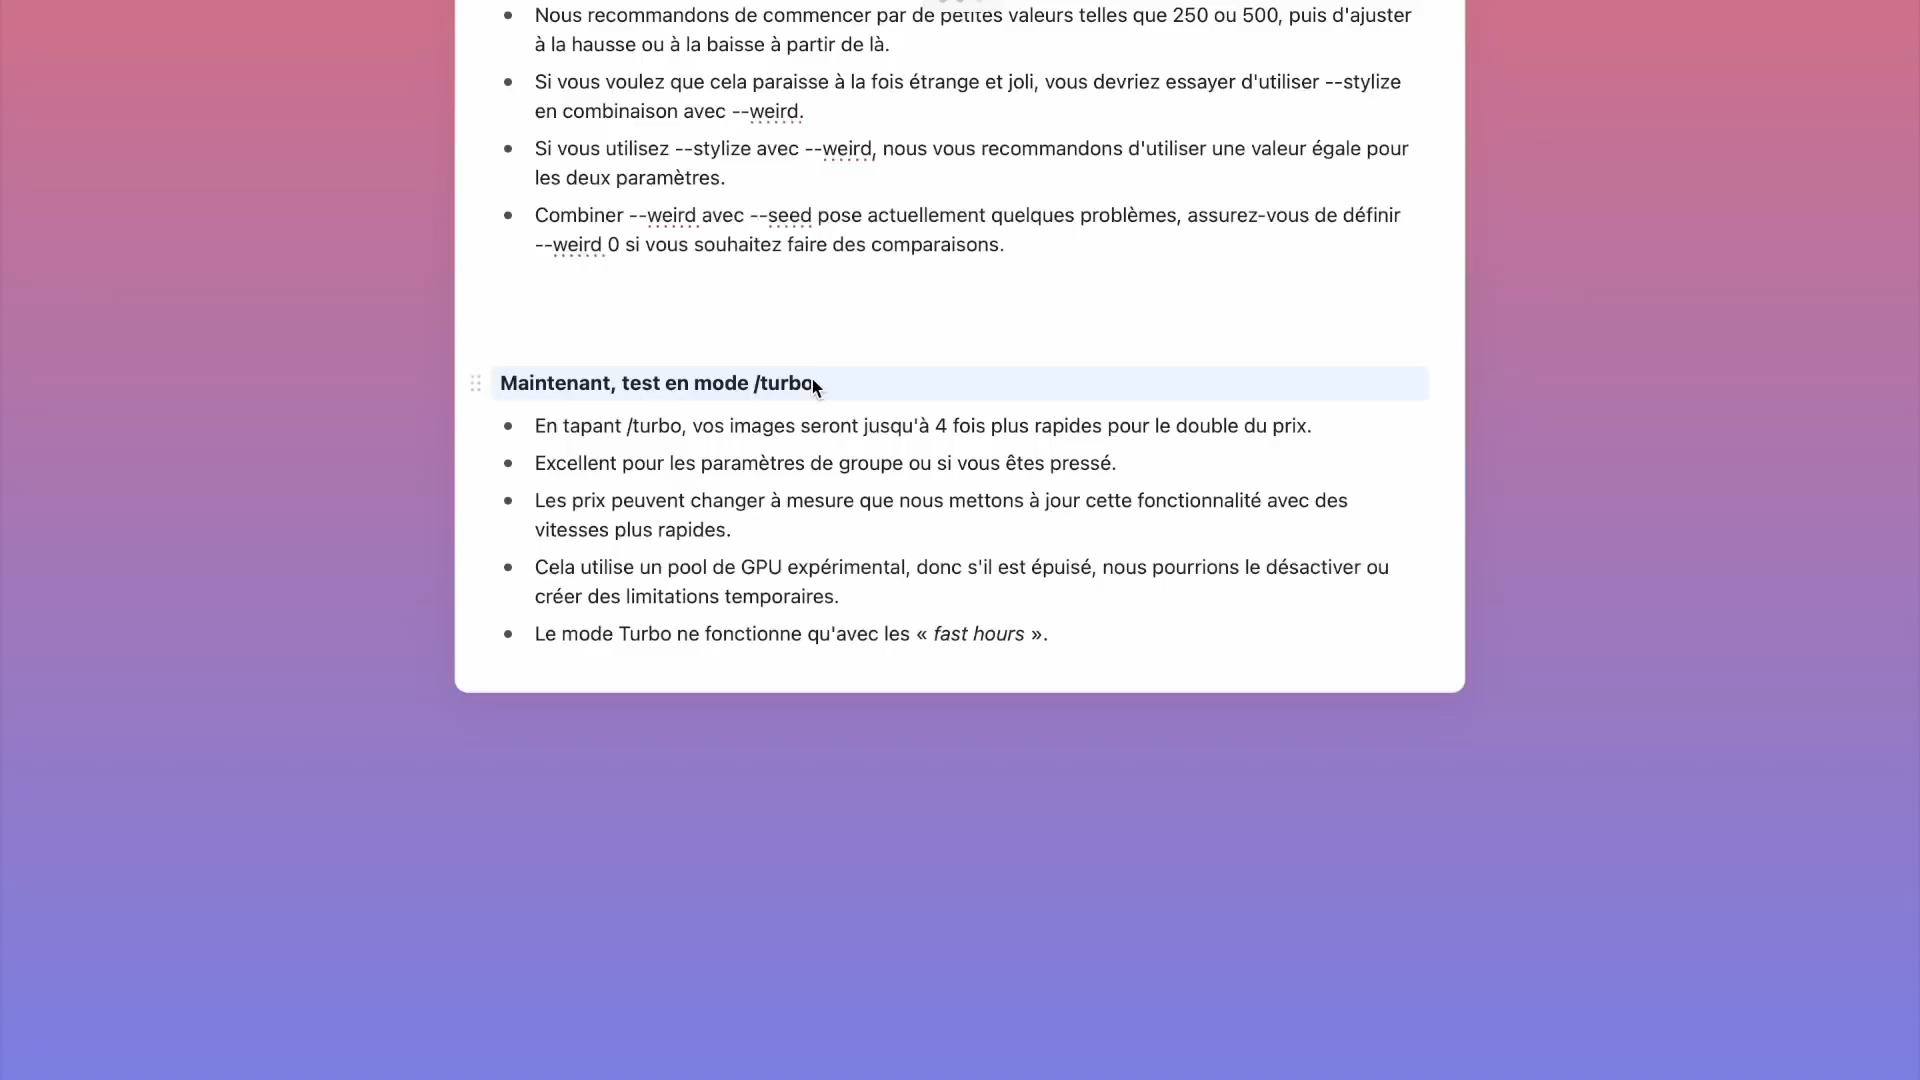 Nous recommandons de commencer par de petites valeurs telles que 250 ou 500, puis d'ajuster
à la hausse ou à la baisse à partir de là.
Si vous voulez que cela paraisse à la fois étrange et joli, vous devriez essayer d'utiliser --stylize
en combinaison avec --weird.
Si vous utilisez --stylize avec --weird, nous vous recommandons d'utiliser une valeur égale pour
les deux paramètres.
Combiner --weird avec --seed pose actuellement quelques problèmes, assurez-vous de définir
--weird 0 si vous souhaitez faire des comparaisons.
Maintenant, test en mode /turbo
En tapant /turbo, vos images seront jusqu'à 4 fois plus rapides pour le double du prix.
Excellent pour les paramètres de groupe ou si vous êtes pressé.
Les prix peuvent changer à mesure que nous mettons à jour cette fonctionnalité avec des
vitesses plus rapides.
Cela utilise un pool de GPU expérimental, donc s'il est épuisé, nous pourrions le désactiver ou
créer des limitations temporaires.
Le mode Turbo ne fonctionne qu'avec les « fast hours ».